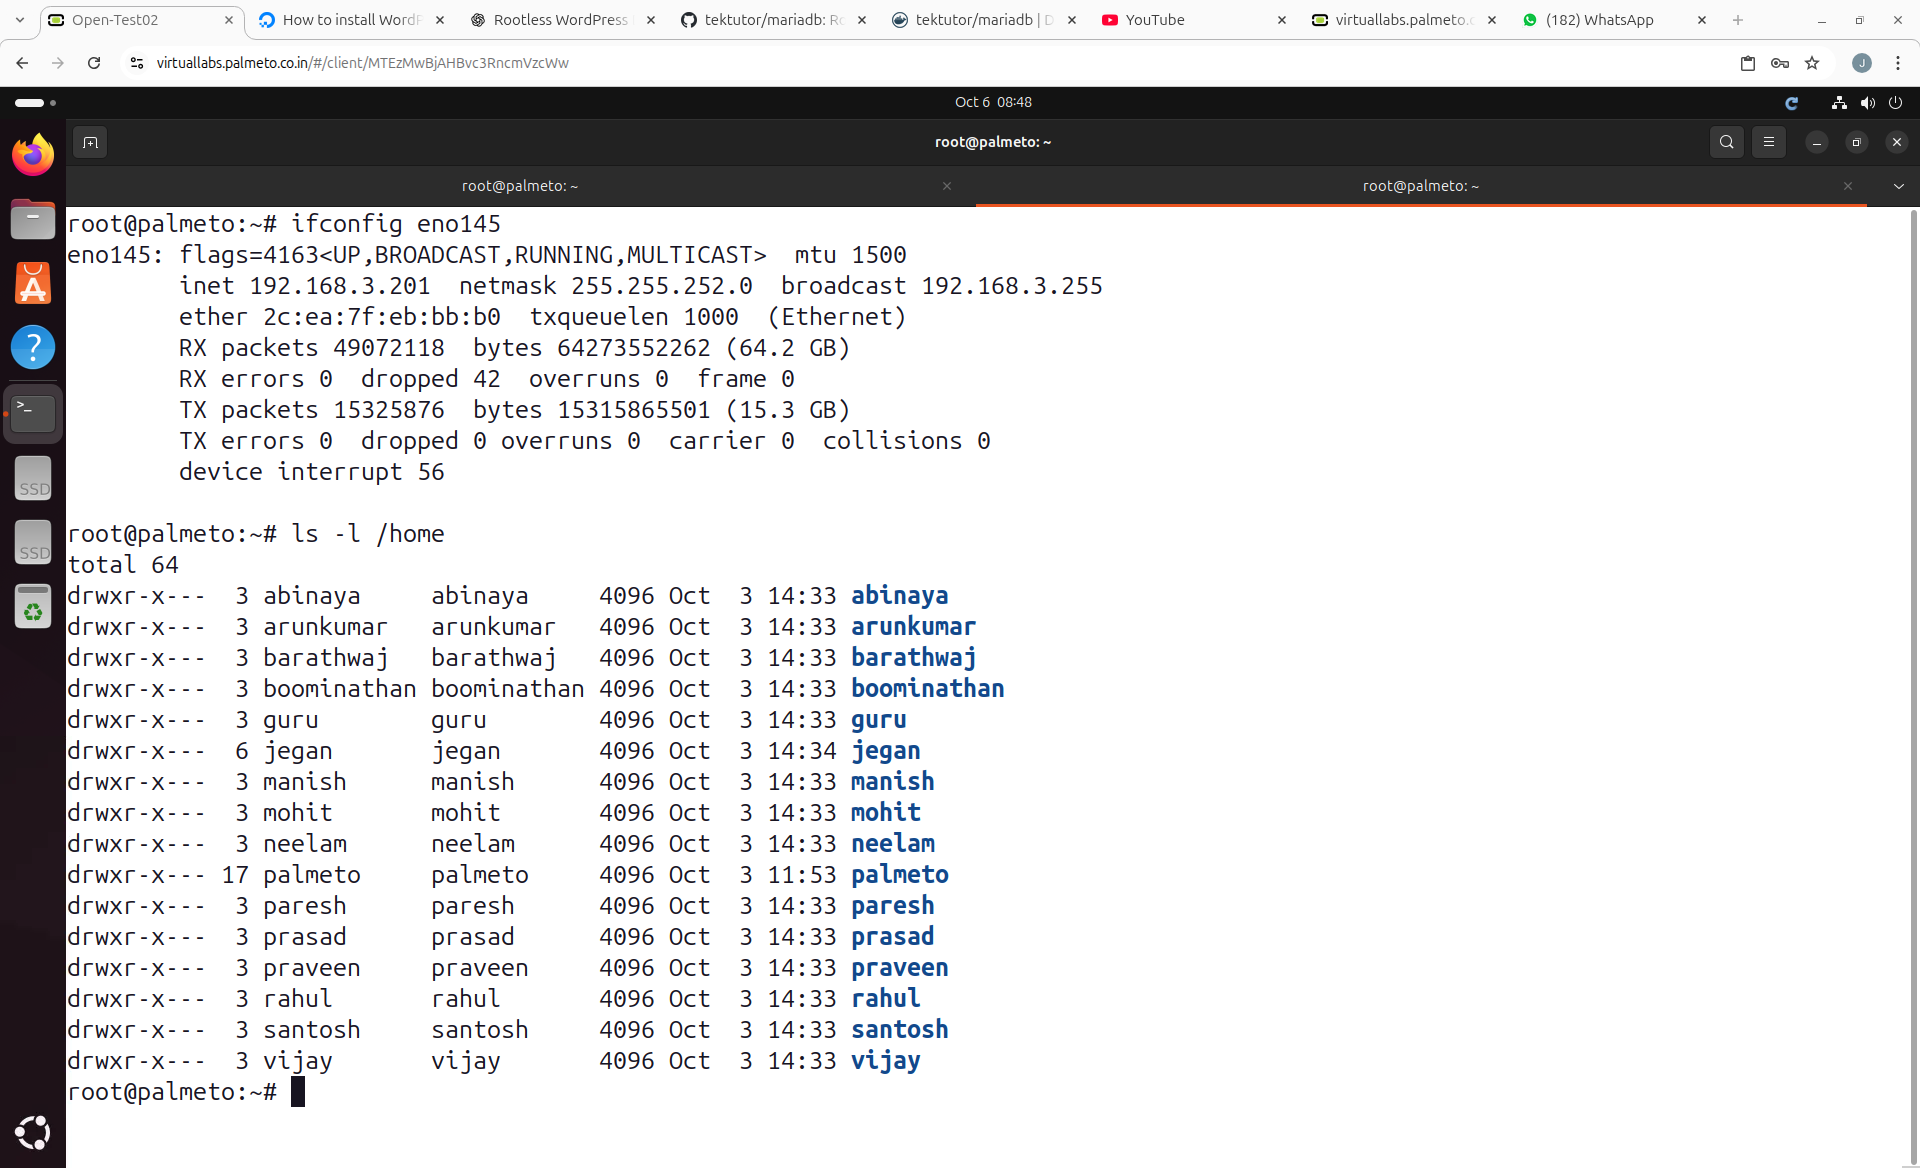 Open-Test02
How to install WordP
Rootless WordPress
tektutor/mariadb: Ro
tektutor/mariadb | D
YouTube
virtuallabs.palmeto.c
(182) WhatsApp
virtuallabs.palmeto.co.in/#/client/MTEzMwBjAHBvc3RncmVzcWw
J
Oct 6 08:48
root@palmeto: ~
root@palmeto: ~
root@palmeto: ~
root@palmeto:~# ifconfig eno145
eno145: flags=4163<UP,BROADCAST,RUNNING,MULTICAST>  mtu 1500
        inet 192.168.3.201  netmask 255.255.252.0  broadcast 192.168.3.255
        ether 2c:ea:7f:eb:bb:b0  txqueuelen 1000  (Ethernet)
        RX packets 49072118  bytes 64273552262 (64.2 GB)
        RX errors 0  dropped 42  overruns 0  frame 0
        TX packets 15325876  bytes 15315865501 (15.3 GB)
        TX errors 0  dropped 0 overruns 0  carrier 0  collisions 0
        device interrupt 56
root@palmeto:~# ls -l /home
total 64
drwxr-x---  3 abinaya     abinaya     4096 Oct  3 14:33 abinaya
drwxr-x---  3 arunkumar   arunkumar   4096 Oct  3 14:33 arunkumar
drwxr-x---  3 barathwaj   barathwaj   4096 Oct  3 14:33 barathwaj
drwxr-x---  3 boominathan boominathan 4096 Oct  3 14:33 boominathan
drwxr-x---  3 guru        guru        4096 Oct  3 14:33 guru
drwxr-x---  6 jegan       jegan       4096 Oct  3 14:34 jegan
drwxr-x---  3 manish      manish      4096 Oct  3 14:33 manish
drwxr-x---  3 mohit       mohit       4096 Oct  3 14:33 mohit
drwxr-x---  3 neelam      neelam      4096 Oct  3 14:33 neelam
drwxr-x--- 17 palmeto     palmeto     4096 Oct  3 11:53 palmeto
drwxr-x---  3 paresh      paresh      4096 Oct  3 14:33 paresh
drwxr-x---  3 prasad      prasad      4096 Oct  3 14:33 prasad
drwxr-x---  3 praveen     praveen     4096 Oct  3 14:33 praveen
drwxr-x---  3 rahul       rahul       4096 Oct  3 14:33 rahul
drwxr-x---  3 santosh     santosh     4096 Oct  3 14:33 santosh
drwxr-x---  3 vijay       vijay       4096 Oct  3 14:33 vijay
root@palmeto:~#
SSD
SSD